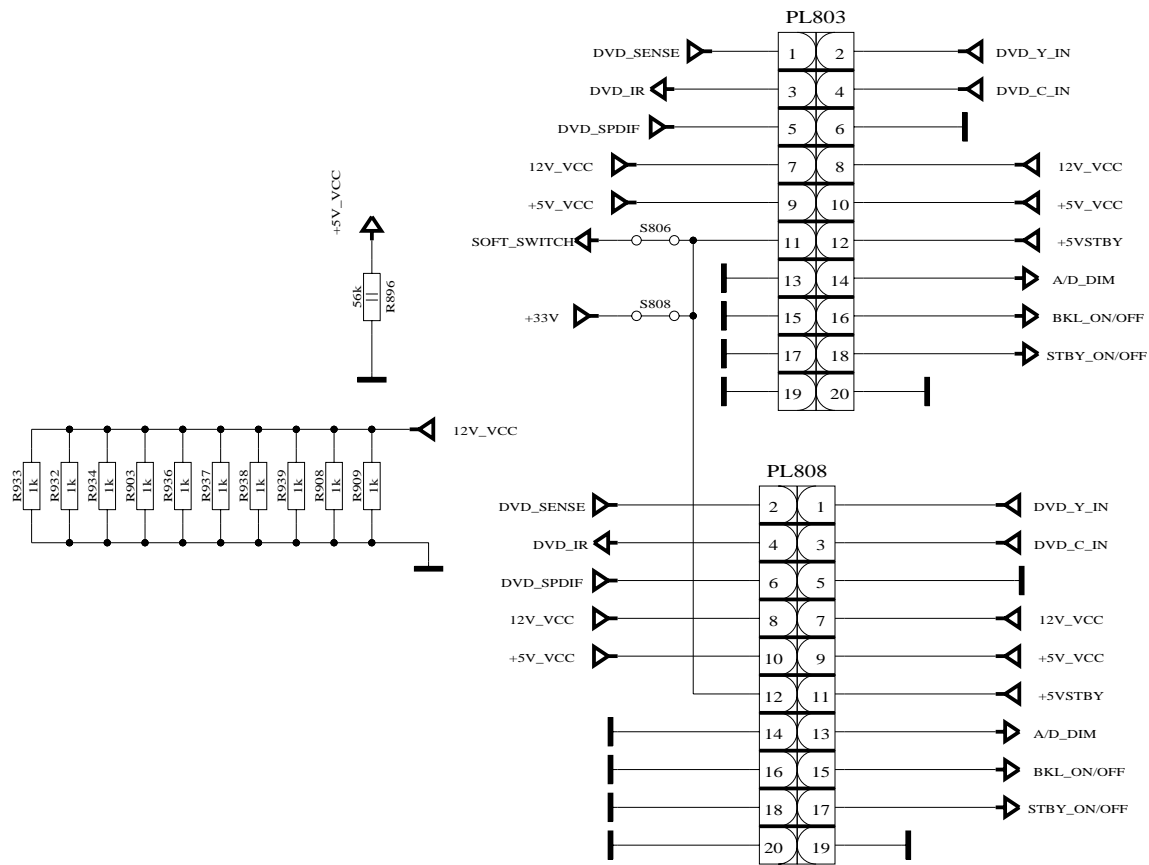 PL803
DVD_SENSE 1 2 DVD_Y_IN
DVD_IR 3 4 DVD_C_IN
DVD_SPDIF 5 6
12V_VCC 7 8 12V_VCC
+5V_VCC 9 10 +5V_VCC
SOFT_SWITCH S806 11 12 +5VSTBY
13 14 A/D_DIM
+33V S808 15 16 BKL_ON/OFF
17 18 STBY_ON/OFF
19 20
+5V_VCC
56k
R896
12V_VCC
R933 1k
R932 1k
R934 1k
R903 1k
R936 1k
R937 1k
R938 1k
R939 1k
R908 1k
R909 1k
PL808
DVD_SENSE 2 1 DVD_Y_IN
DVD_IR 4 3 DVD_C_IN
DVD_SPDIF 6 5
12V_VCC 8 7 12V_VCC
+5V_VCC 10 9 +5V_VCC
12 11 +5VSTBY
14 13 A/D_DIM
16 15 BKL_ON/OFF
18 17 STBY_ON/OFF
20 19